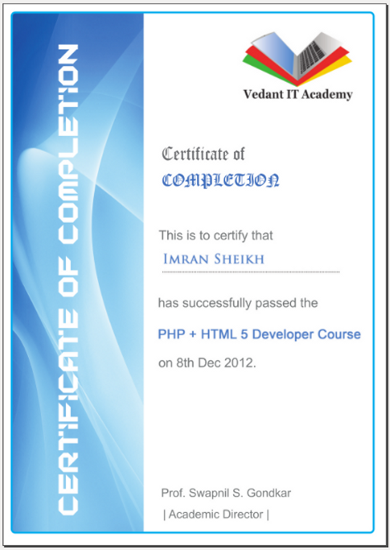 CERTIFICATE OF COMPLETION
Vedant IT Academy
Certificate of
COMPLETION
This is to certify that
IMRAN SHEIKH
has successfully passed the
PHP + HTML 5 Developer Course
on 8th Dec 2012.
Prof. Swapnil S. Gondkar
| Academic Director |